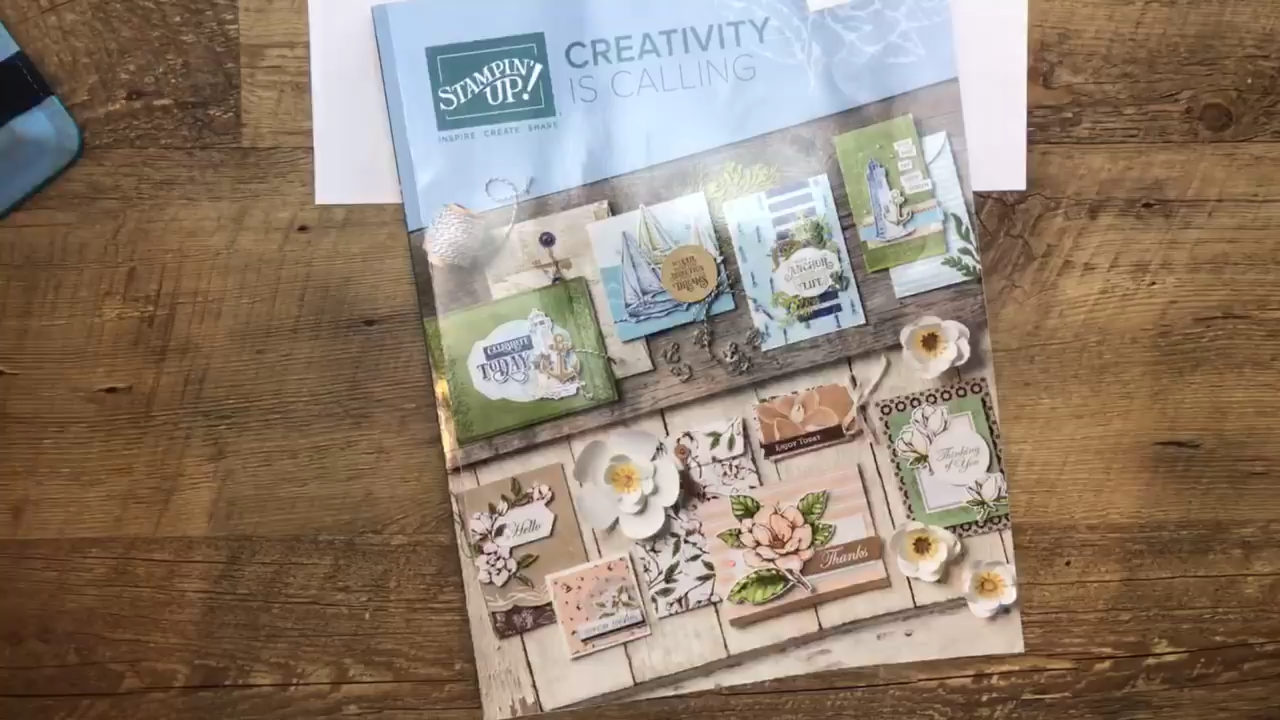 STAMPIN' UP!
INSPIRE. CREATE. SHARE.
CREATIVITY
IS CALLING
CELEBRATE
TODAY
ANCHOR
LIFE
ENJOY TODAY
Thinking
of You
Hello
Thanks